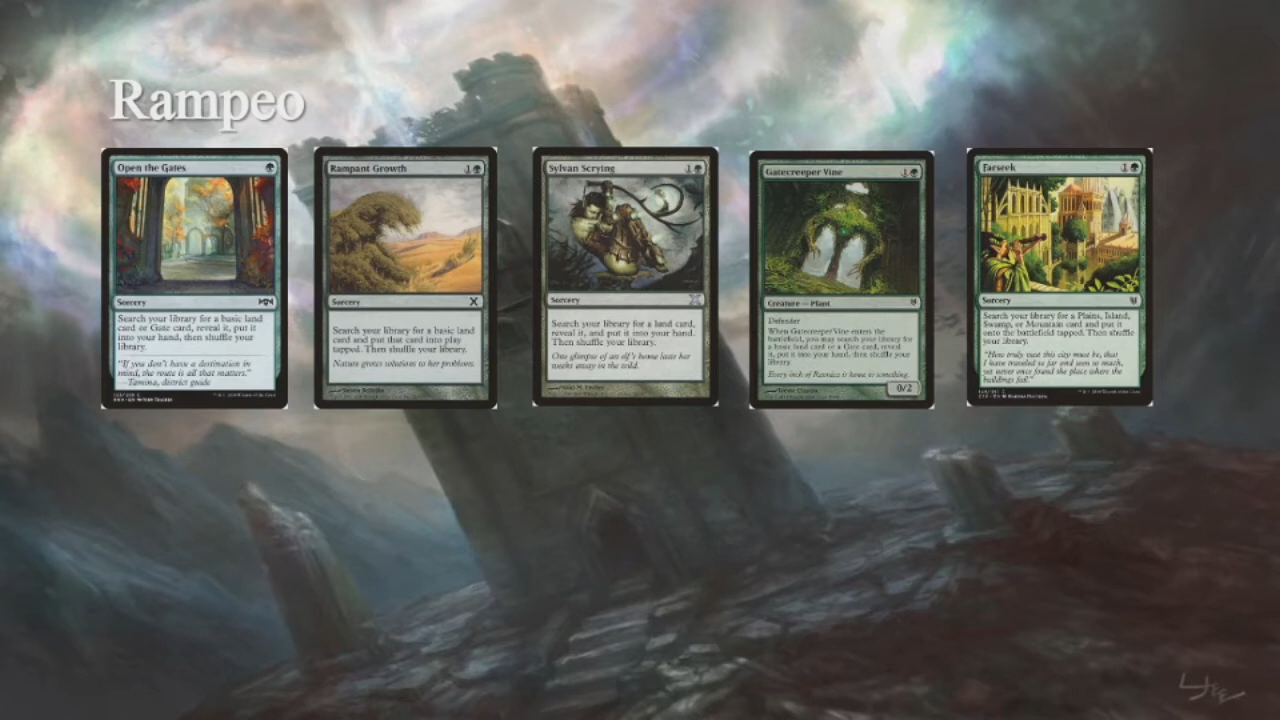 Rampeo
Open the Gates
Sorcery
Search your library for a basic land
card or Gate card, reveal it, put it
into your hand, then shuffle your
library.
"If you don't have a destination in
mind, the route is all that matters."
—Tamina, district guide
Rampant Growth 1
Sorcery
Search your library for a basic land
card and put that card into play
tapped. Then shuffle your library.
Nature grows solutions to her problems.
Sylvan Scrying 1
Sorcery
Search your library for a land card,
reveal it, and put it into your hand.
Then shuffle your library.
One glimpse of an elf's home lasts her
weeks away in the wild.
Gatecreeper Vine 1
Creature — Plant
Defender
When Gatecreeper Vine enters the
battlefield, you may search your library for
a basic land card or a Gate card, reveal
it, put it into your hand, then shuffle your
library.
Every inch of Ravnica is home to something.
0/2
Farseek 1
Sorcery
Search your library for a Plains, Island,
Swamp, or Mountain card and put it
onto the battlefield tapped. Then shuffle
your library.
"How truly vast this city must be, that
I have traveled so far and seen so much,
yet never once found the place where the
buildings fail."